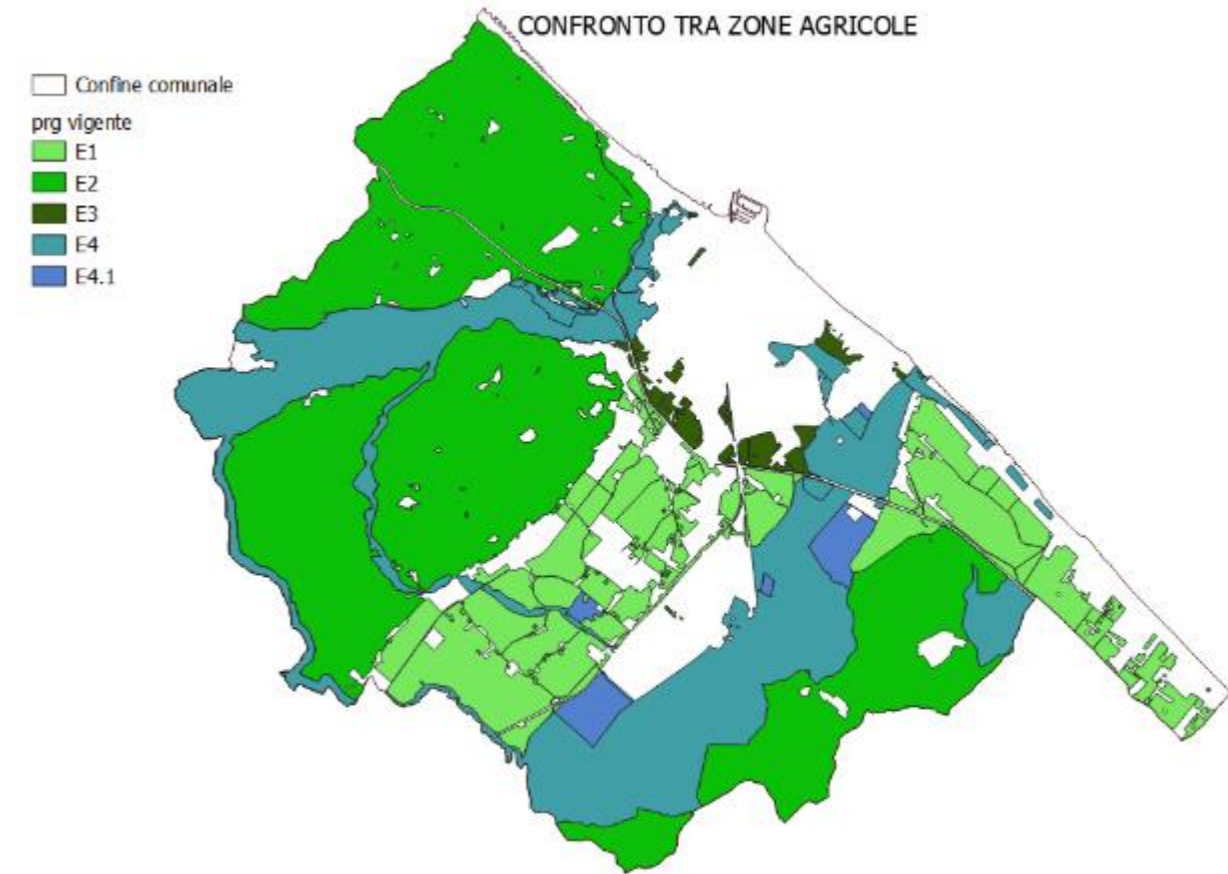 CONFRONTO TRA ZONE AGRICOLE
Confine comunale
prg vigente
E1
E2
E3
E4
E4.1